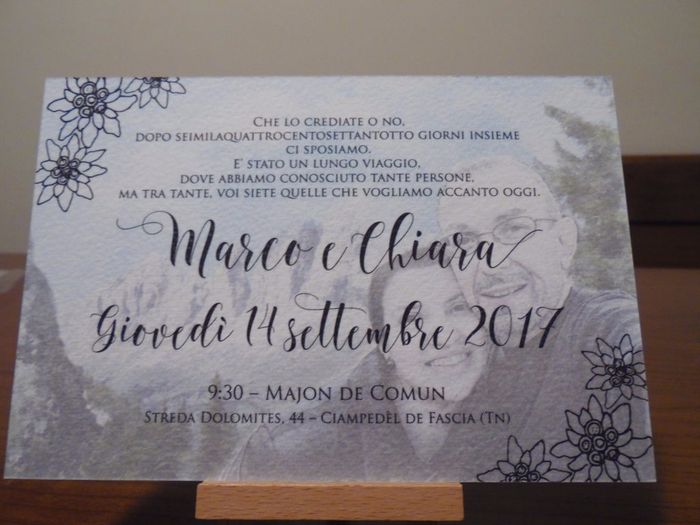 Che lo crediate o no,
dopo seimilaquattrocentosettantotto giorni insieme
ci sposiamo.
E' stato un lungo viaggio,
dove abbiamo conosciuto tante persone,
ma tra tante, voi siete quelle che vogliamo accanto oggi.
Marco e Chiara
Giovedì 14 settembre 2017
9:30 – Majon de Comun
Streda Dolomites, 44 – Ciampedèl de Fascia (Tn)